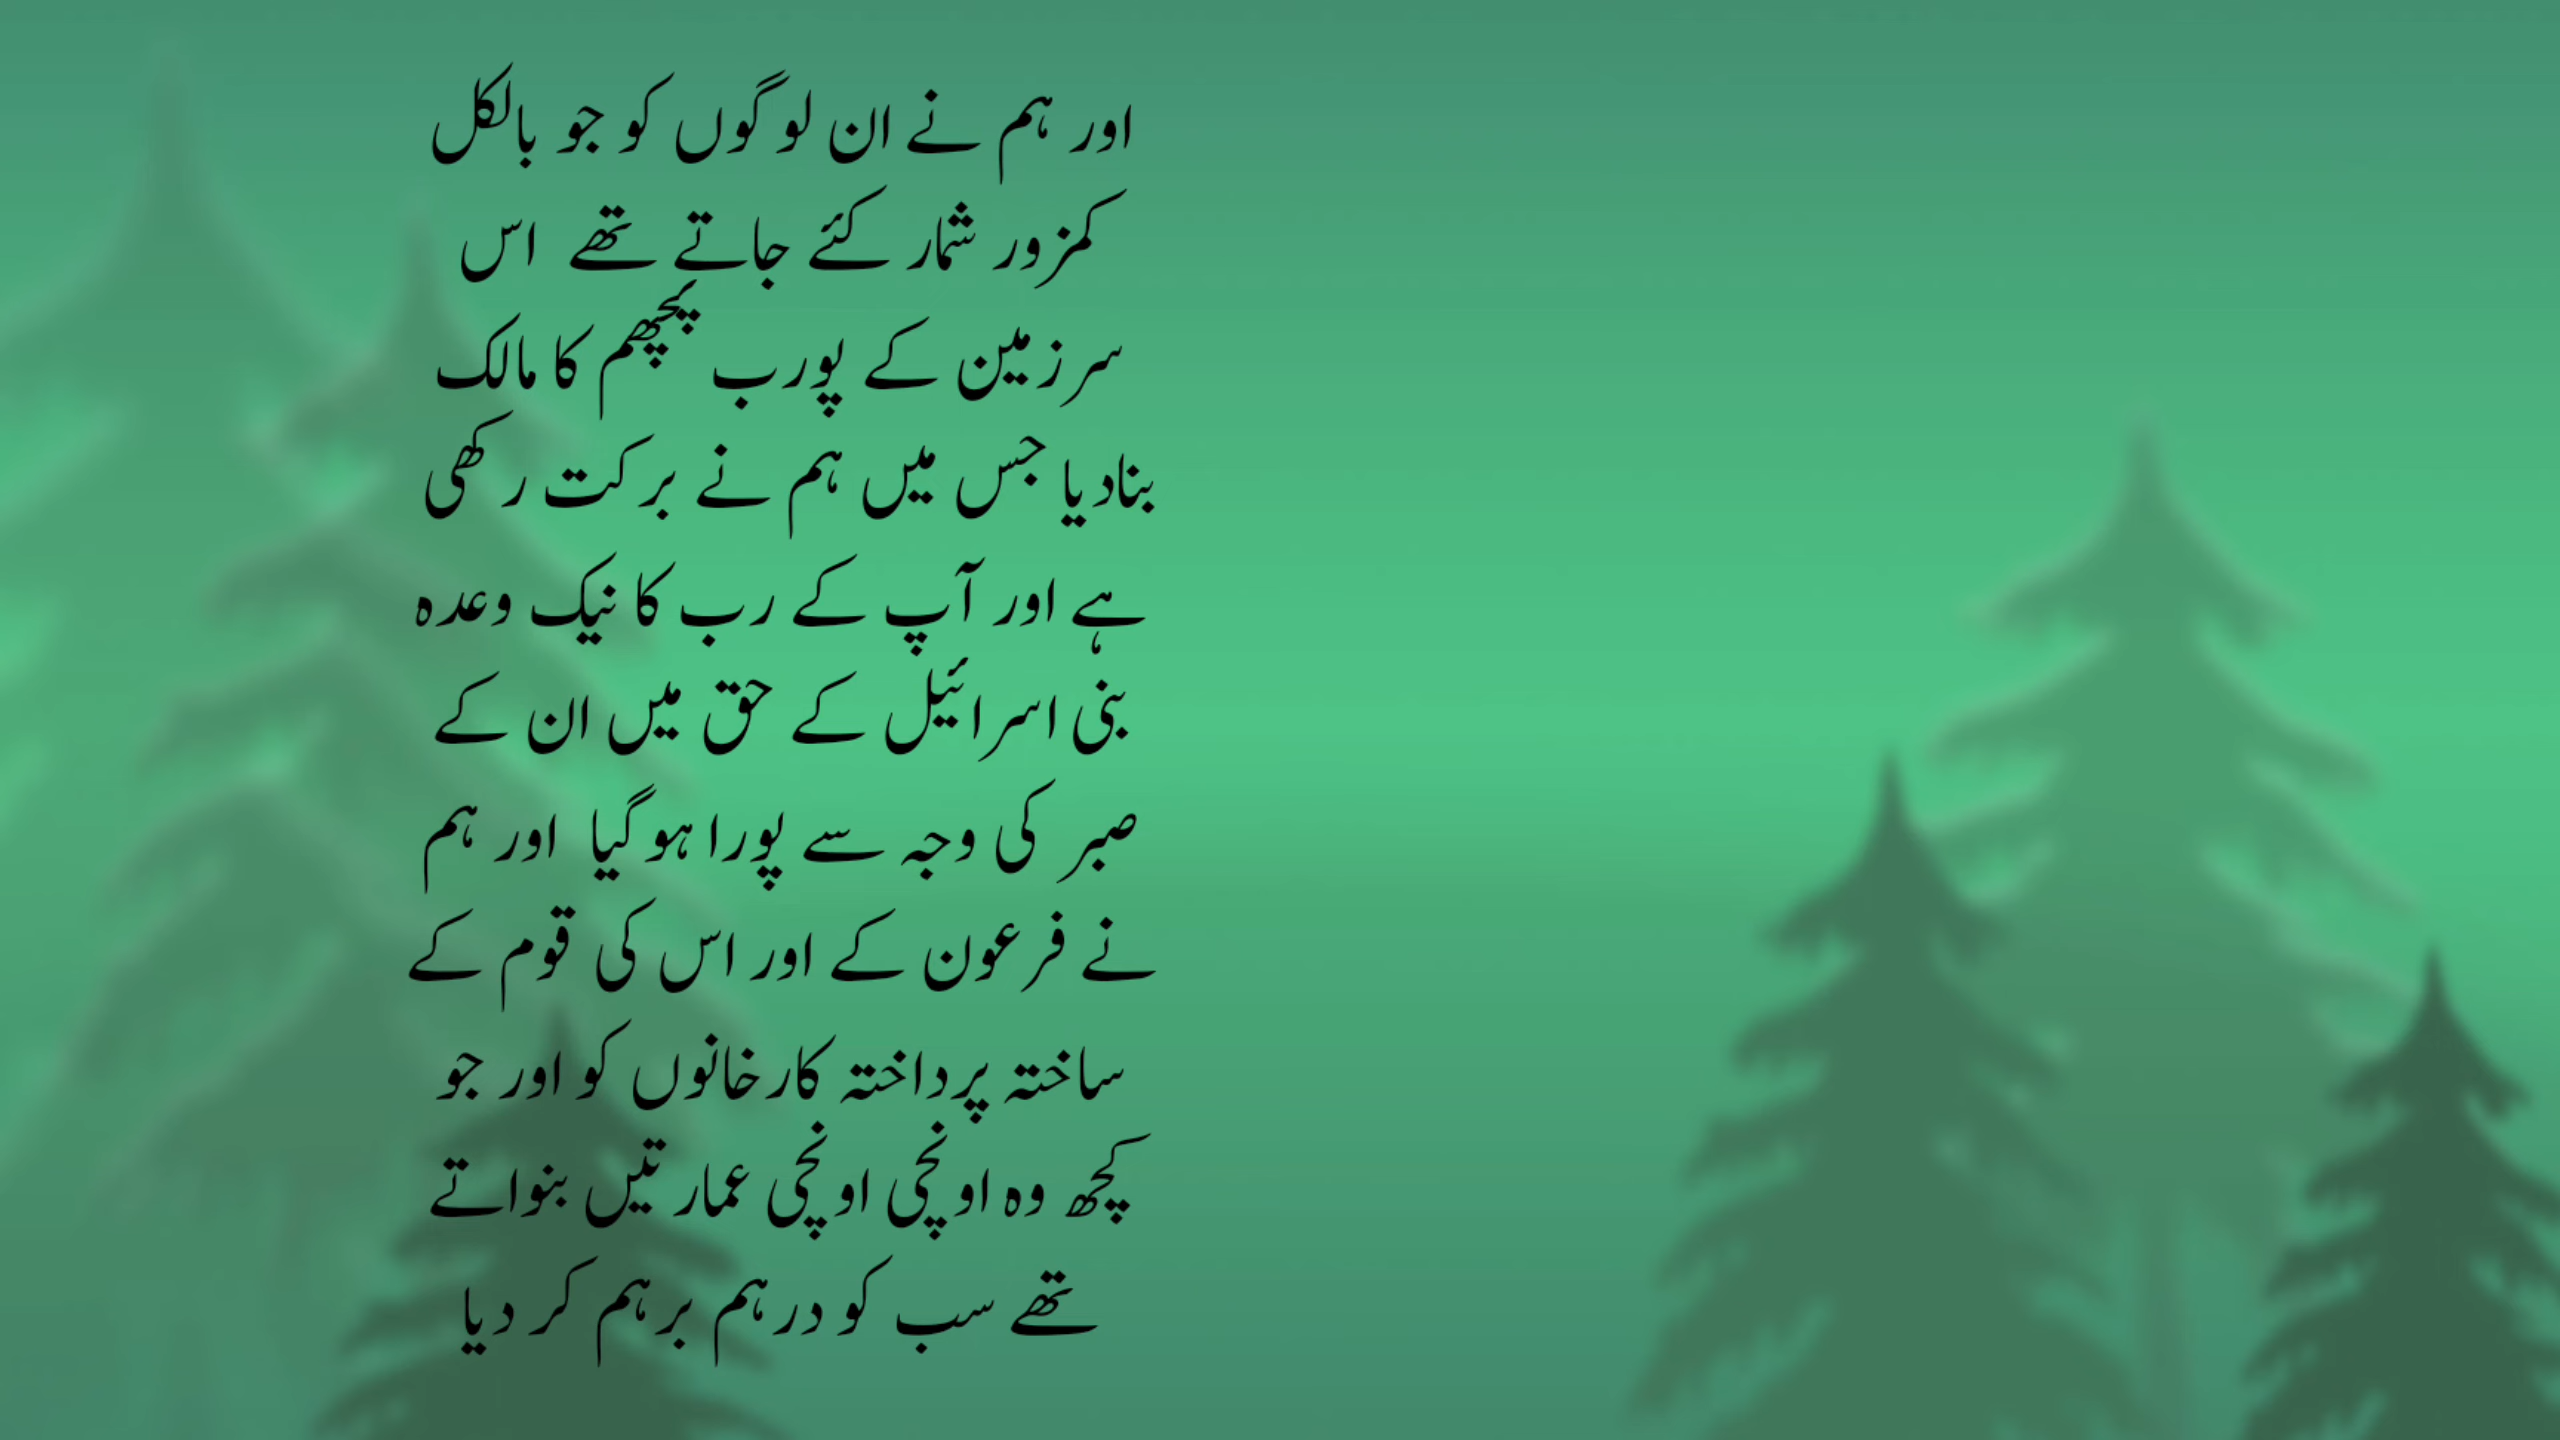 اور ہم نے ان لوگوں کو جو بالکل
کمزور شمار کئے جاتے تھے اس
سرزمین کے پورب پچھم کا مالک
بنادیا جس میں ہم نے برکت رکھی
ہے اور آپ کے رب کا نیک وعدہ
بنی اسرائیل کے حق میں ان کے
صبر کی وجہ سے پورا ہوگیا اور ہم
نے فرعون کے اور اس کی قوم کے
ساختہ پرداختہ کارخانوں کو اور جو
کچھ وه اونچی اونچی عمارتیں بنواتے
تھے سب کو درہم برہم کر دیا